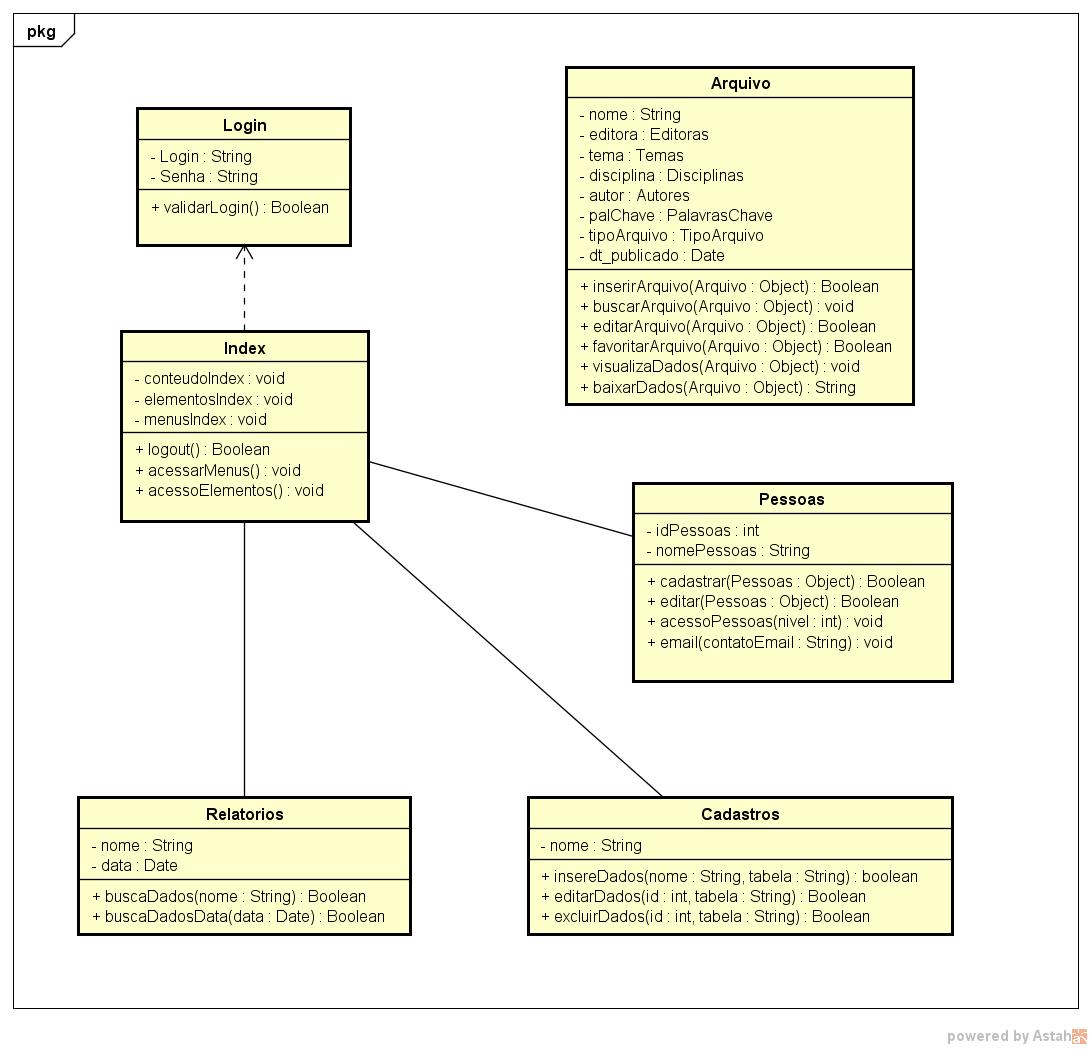 pkg
Login
- Login : String
- Senha : String
+ validarLogin() : Boolean
Arquivo
- nome : String
- editora : Editoras
- tema : Temas
- disciplina : Disciplinas
- autor : Autores
- palChave : PalavrasChave
- tipoArquivo : TipoArquivo
- dt_publicado : Date
+ inserirArquivo(Arquivo : Object) : Boolean
+ buscarArquivo(Arquivo : Object) : void
+ editarArquivo(Arquivo : Object) : Boolean
+ favoritarArquivo(Arquivo : Object) : Boolean
+ visualizaDados(Arquivo : Object) : void
+ baixarDados(Arquivo : Object) : String
Index
- conteudoIndex : void
- elementosIndex : void
- menusIndex : void
+ logout() : Boolean
+ acessarMenus() : void
+ acessoElementos() : void
Pessoas
- idPessoas : int
- nomePessoas : String
+ cadastrar(Pessoas : Object) : Boolean
+ editar(Pessoas : Object) : Boolean
+ acessoPessoas(nivel : int) : void
+ email(contatoEmail : String) : void
Relatorios
- nome : String
- data : Date
+ buscaDados(nome : String) : Boolean
+ buscaDadosData(data : Date) : Boolean
Cadastros
- nome : String
+ insereDados(nome : String, tabela : String) : boolean
+ editarDados(id : int, tabela : String) : Boolean
+ excluirDados(id : int, tabela : String) : Boolean
powered by Astah